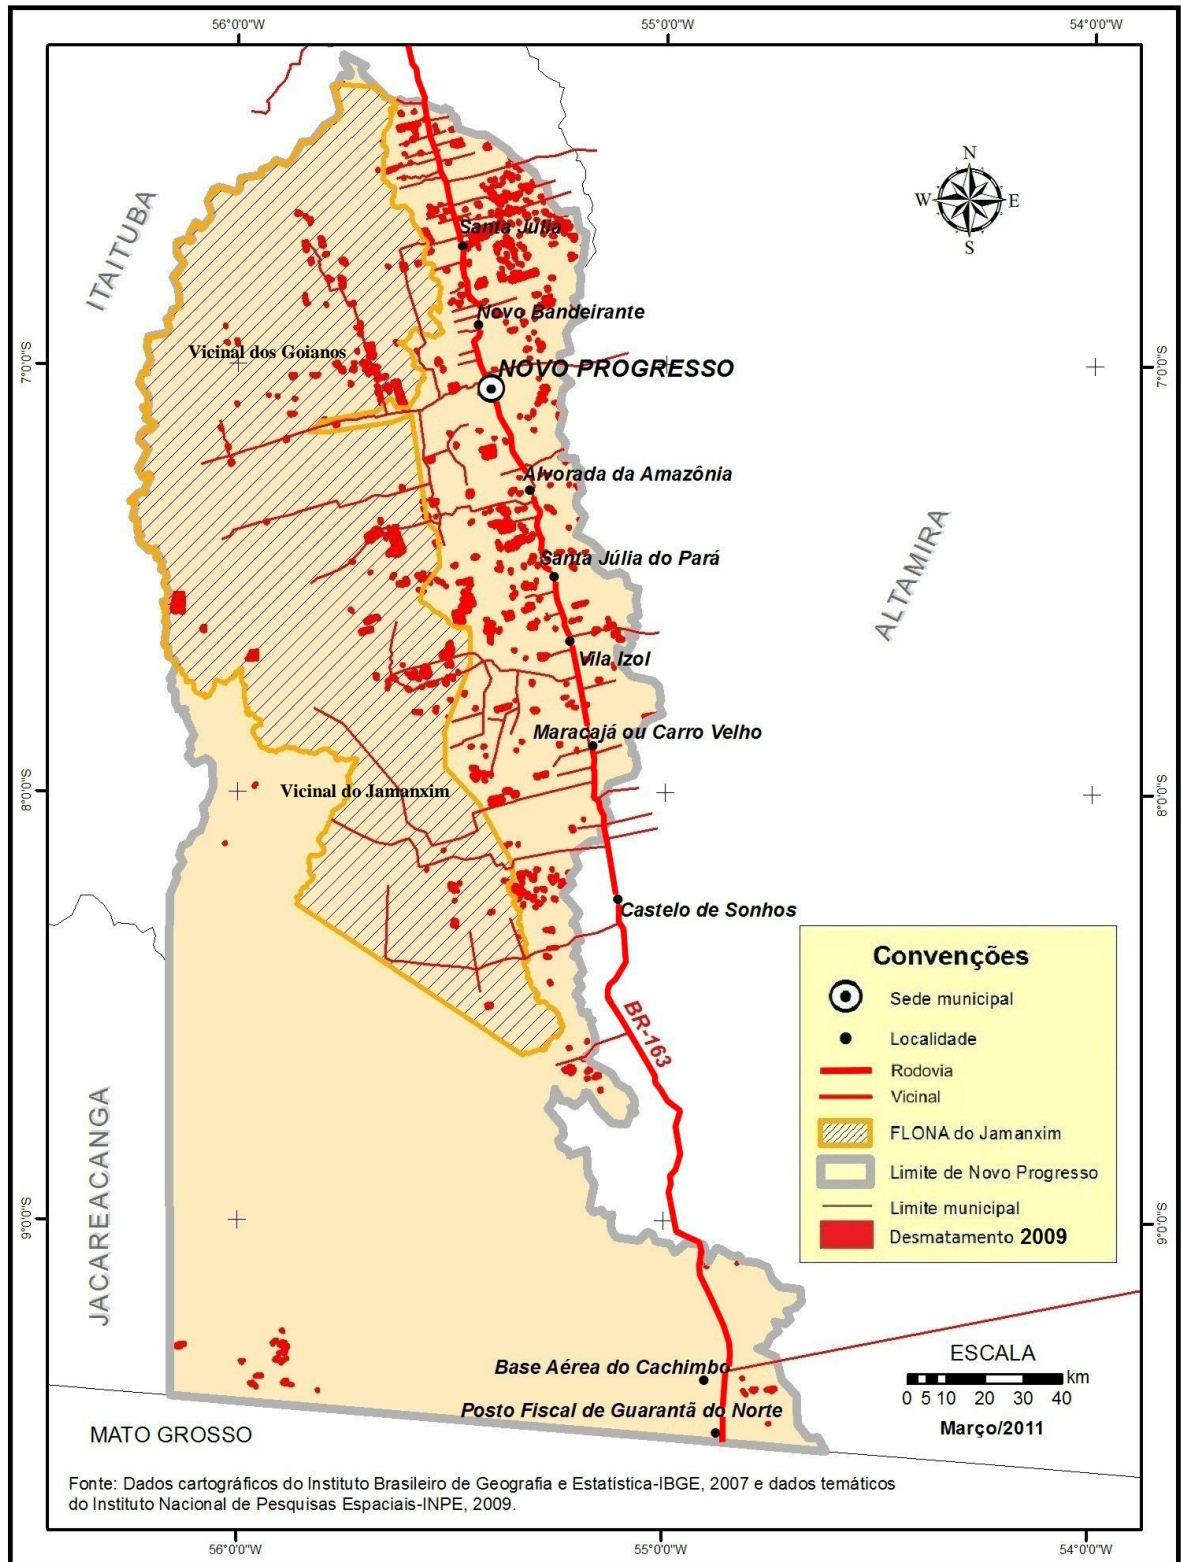 56°0'0"W
55°0'0"W
54°0'0"W
N
W
E
S
ITAITUBA
Santa Júlia
Novo Bandeirante
Vicinal dos Goianos
7°0'0"S
7°0'0"S
NOVO PROGRESSO
Alvorada da Amazônia
ALTAMIRA
Santa Júlia do Pará
Vila Izol
Maracajá ou Carro Velho
Vicinal do Jamanxim
8°0'0"S
8°0'0"S
Castelo de Sonhos
BR-163
Convenções
Sede municipal
Localidade
Rodovia
Vicinal
FLONA do Jamanxim
Limite de Novo Progresso
Limite municipal
Desmatamento 2009
JACAREACANGA
9°0'0"S
9°0'0"S
Base Aérea do Cachimbo
Posto Fiscal de Guarantã do Norte
ESCALA
km
0 5 10 20 30 40
Março/2011
MATO GROSSO
Fonte: Dados cartográficos do Instituto Brasileiro de Geografia e Estatística-IBGE, 2007 e dados temáticos
do Instituto Nacional de Pesquisas Espaciais-INPE, 2009.
56°0'0"W
55°0'0"W
54°0'0"W